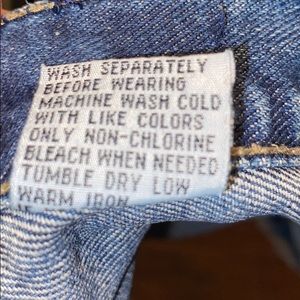 WASH SEPARATELY
BEFORE WEARING
MACHINE WASH COLD
WITH LIKE COLORS
ONLY NON-CHLORINE
BLEACH WHEN NEEDED
TUMBLE DRY LOW
WARM IRON